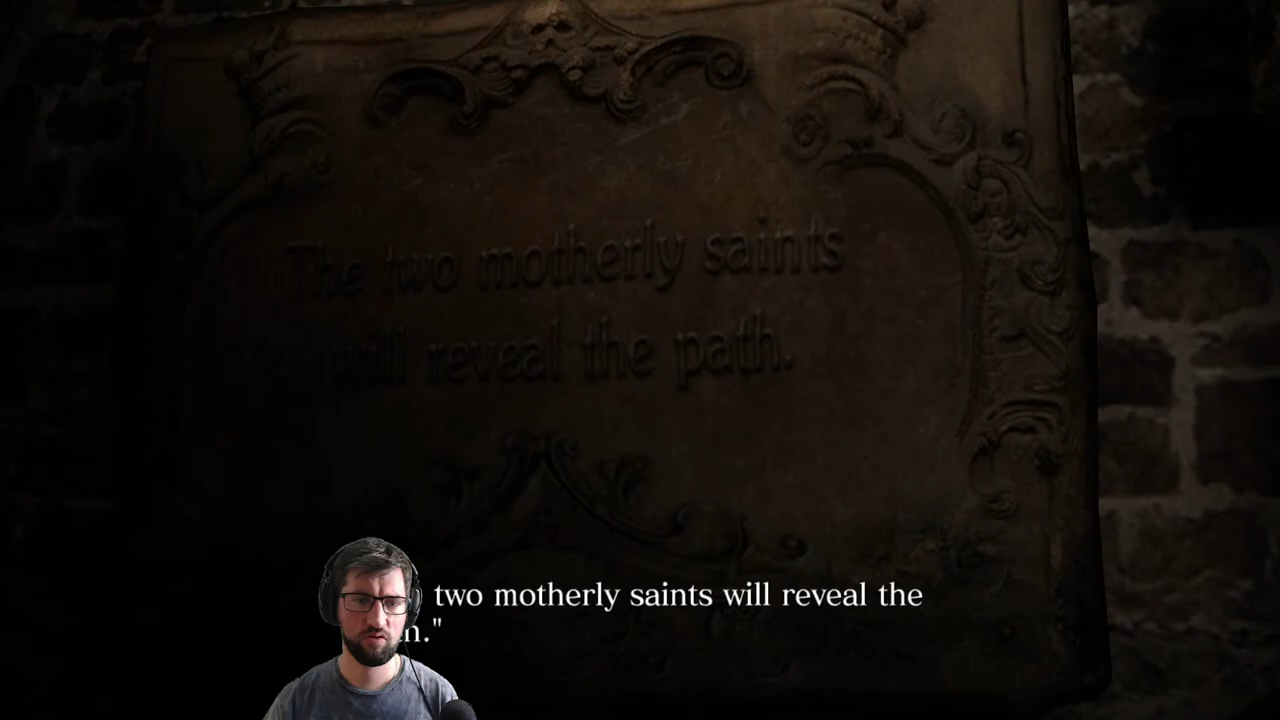 The two motherly saints
will reveal the path.
two motherly saints will reveal the
."